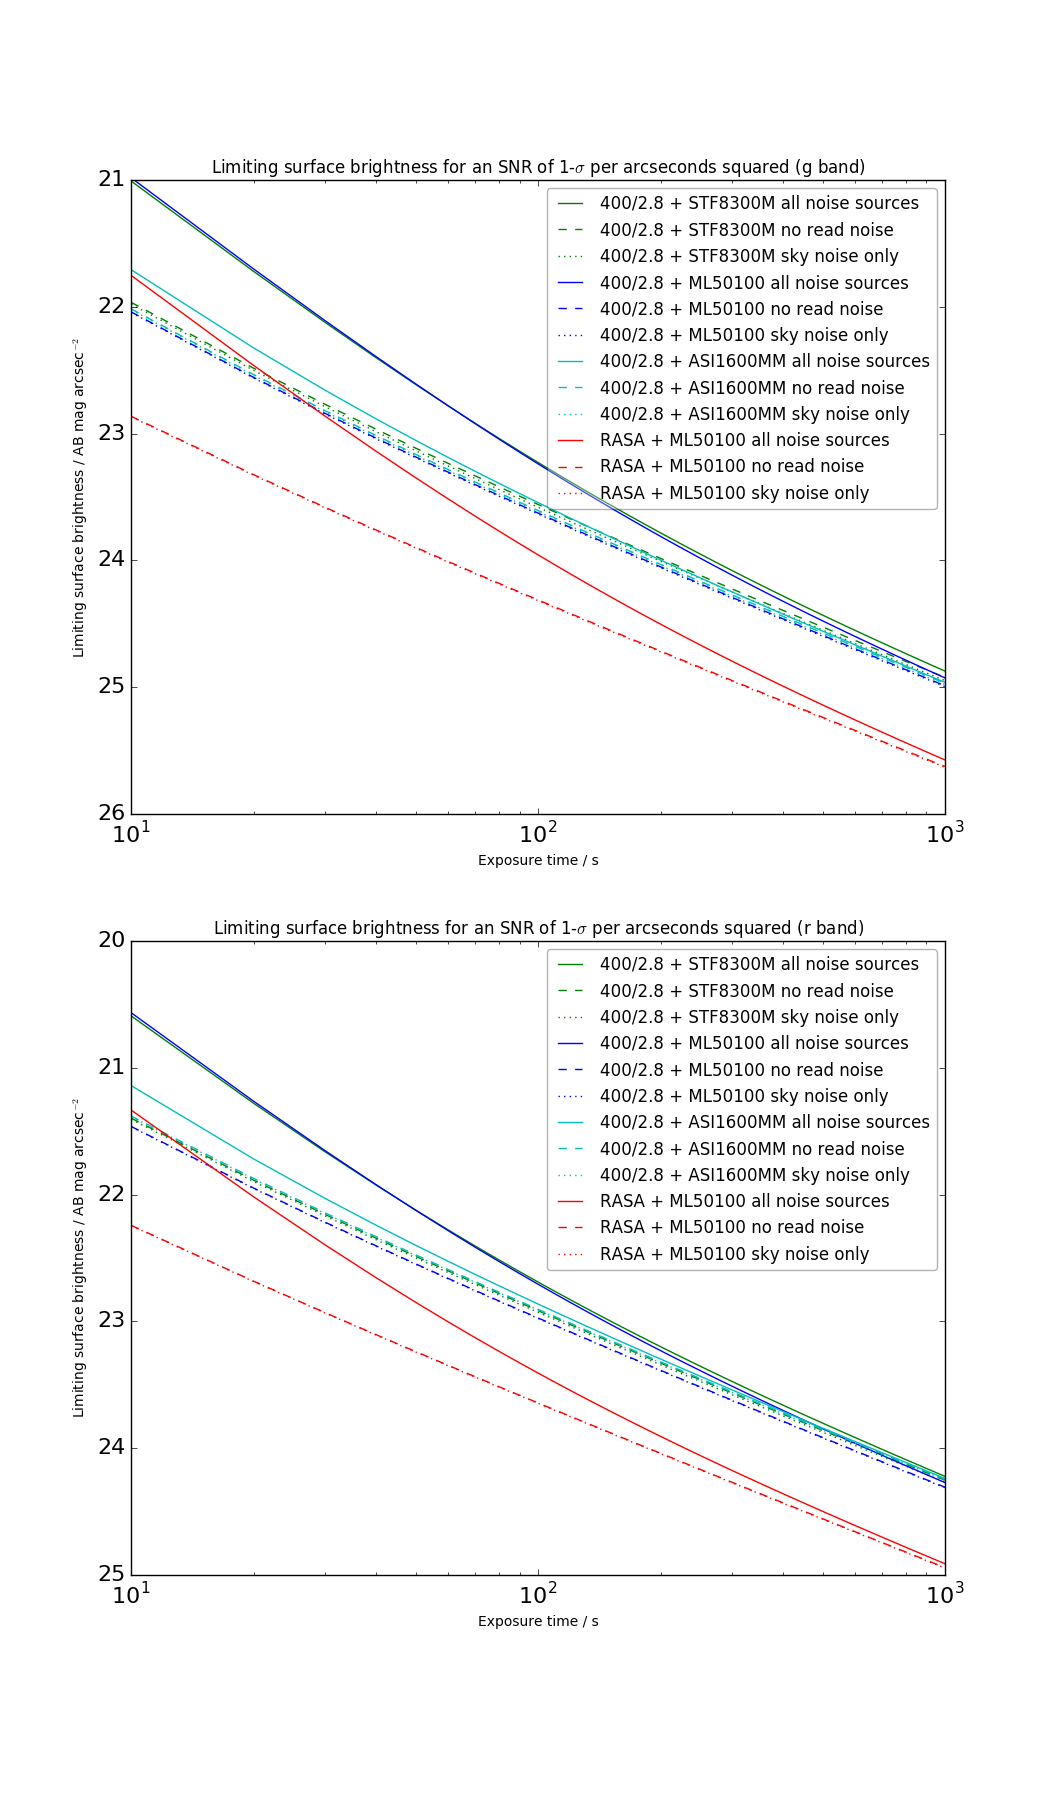 Limiting surface brightness for an SNR of 1-σ per arcseconds squared (g band)
21
22
23
24
25
26
Limiting surface brightness / AB mag arcsec⁻²
400/2.8 + STF8300M all noise sources
400/2.8 + STF8300M no read noise
400/2.8 + STF8300M sky noise only
400/2.8 + ML50100 all noise sources
400/2.8 + ML50100 no read noise
400/2.8 + ML50100 sky noise only
400/2.8 + ASI1600MM all noise sources
400/2.8 + ASI1600MM no read noise
400/2.8 + ASI1600MM sky noise only
RASA + ML50100 all noise sources
RASA + ML50100 no read noise
RASA + ML50100 sky noise only
10¹ 10² 10³
Exposure time / s
Limiting surface brightness for an SNR of 1-σ per arcseconds squared (r band)
20
21
22
23
24
25
Limiting surface brightness / AB mag arcsec⁻²
400/2.8 + STF8300M all noise sources
400/2.8 + STF8300M no read noise
400/2.8 + STF8300M sky noise only
400/2.8 + ML50100 all noise sources
400/2.8 + ML50100 no read noise
400/2.8 + ML50100 sky noise only
400/2.8 + ASI1600MM all noise sources
400/2.8 + ASI1600MM no read noise
400/2.8 + ASI1600MM sky noise only
RASA + ML50100 all noise sources
RASA + ML50100 no read noise
RASA + ML50100 sky noise only
10¹ 10² 10³
Exposure time / s